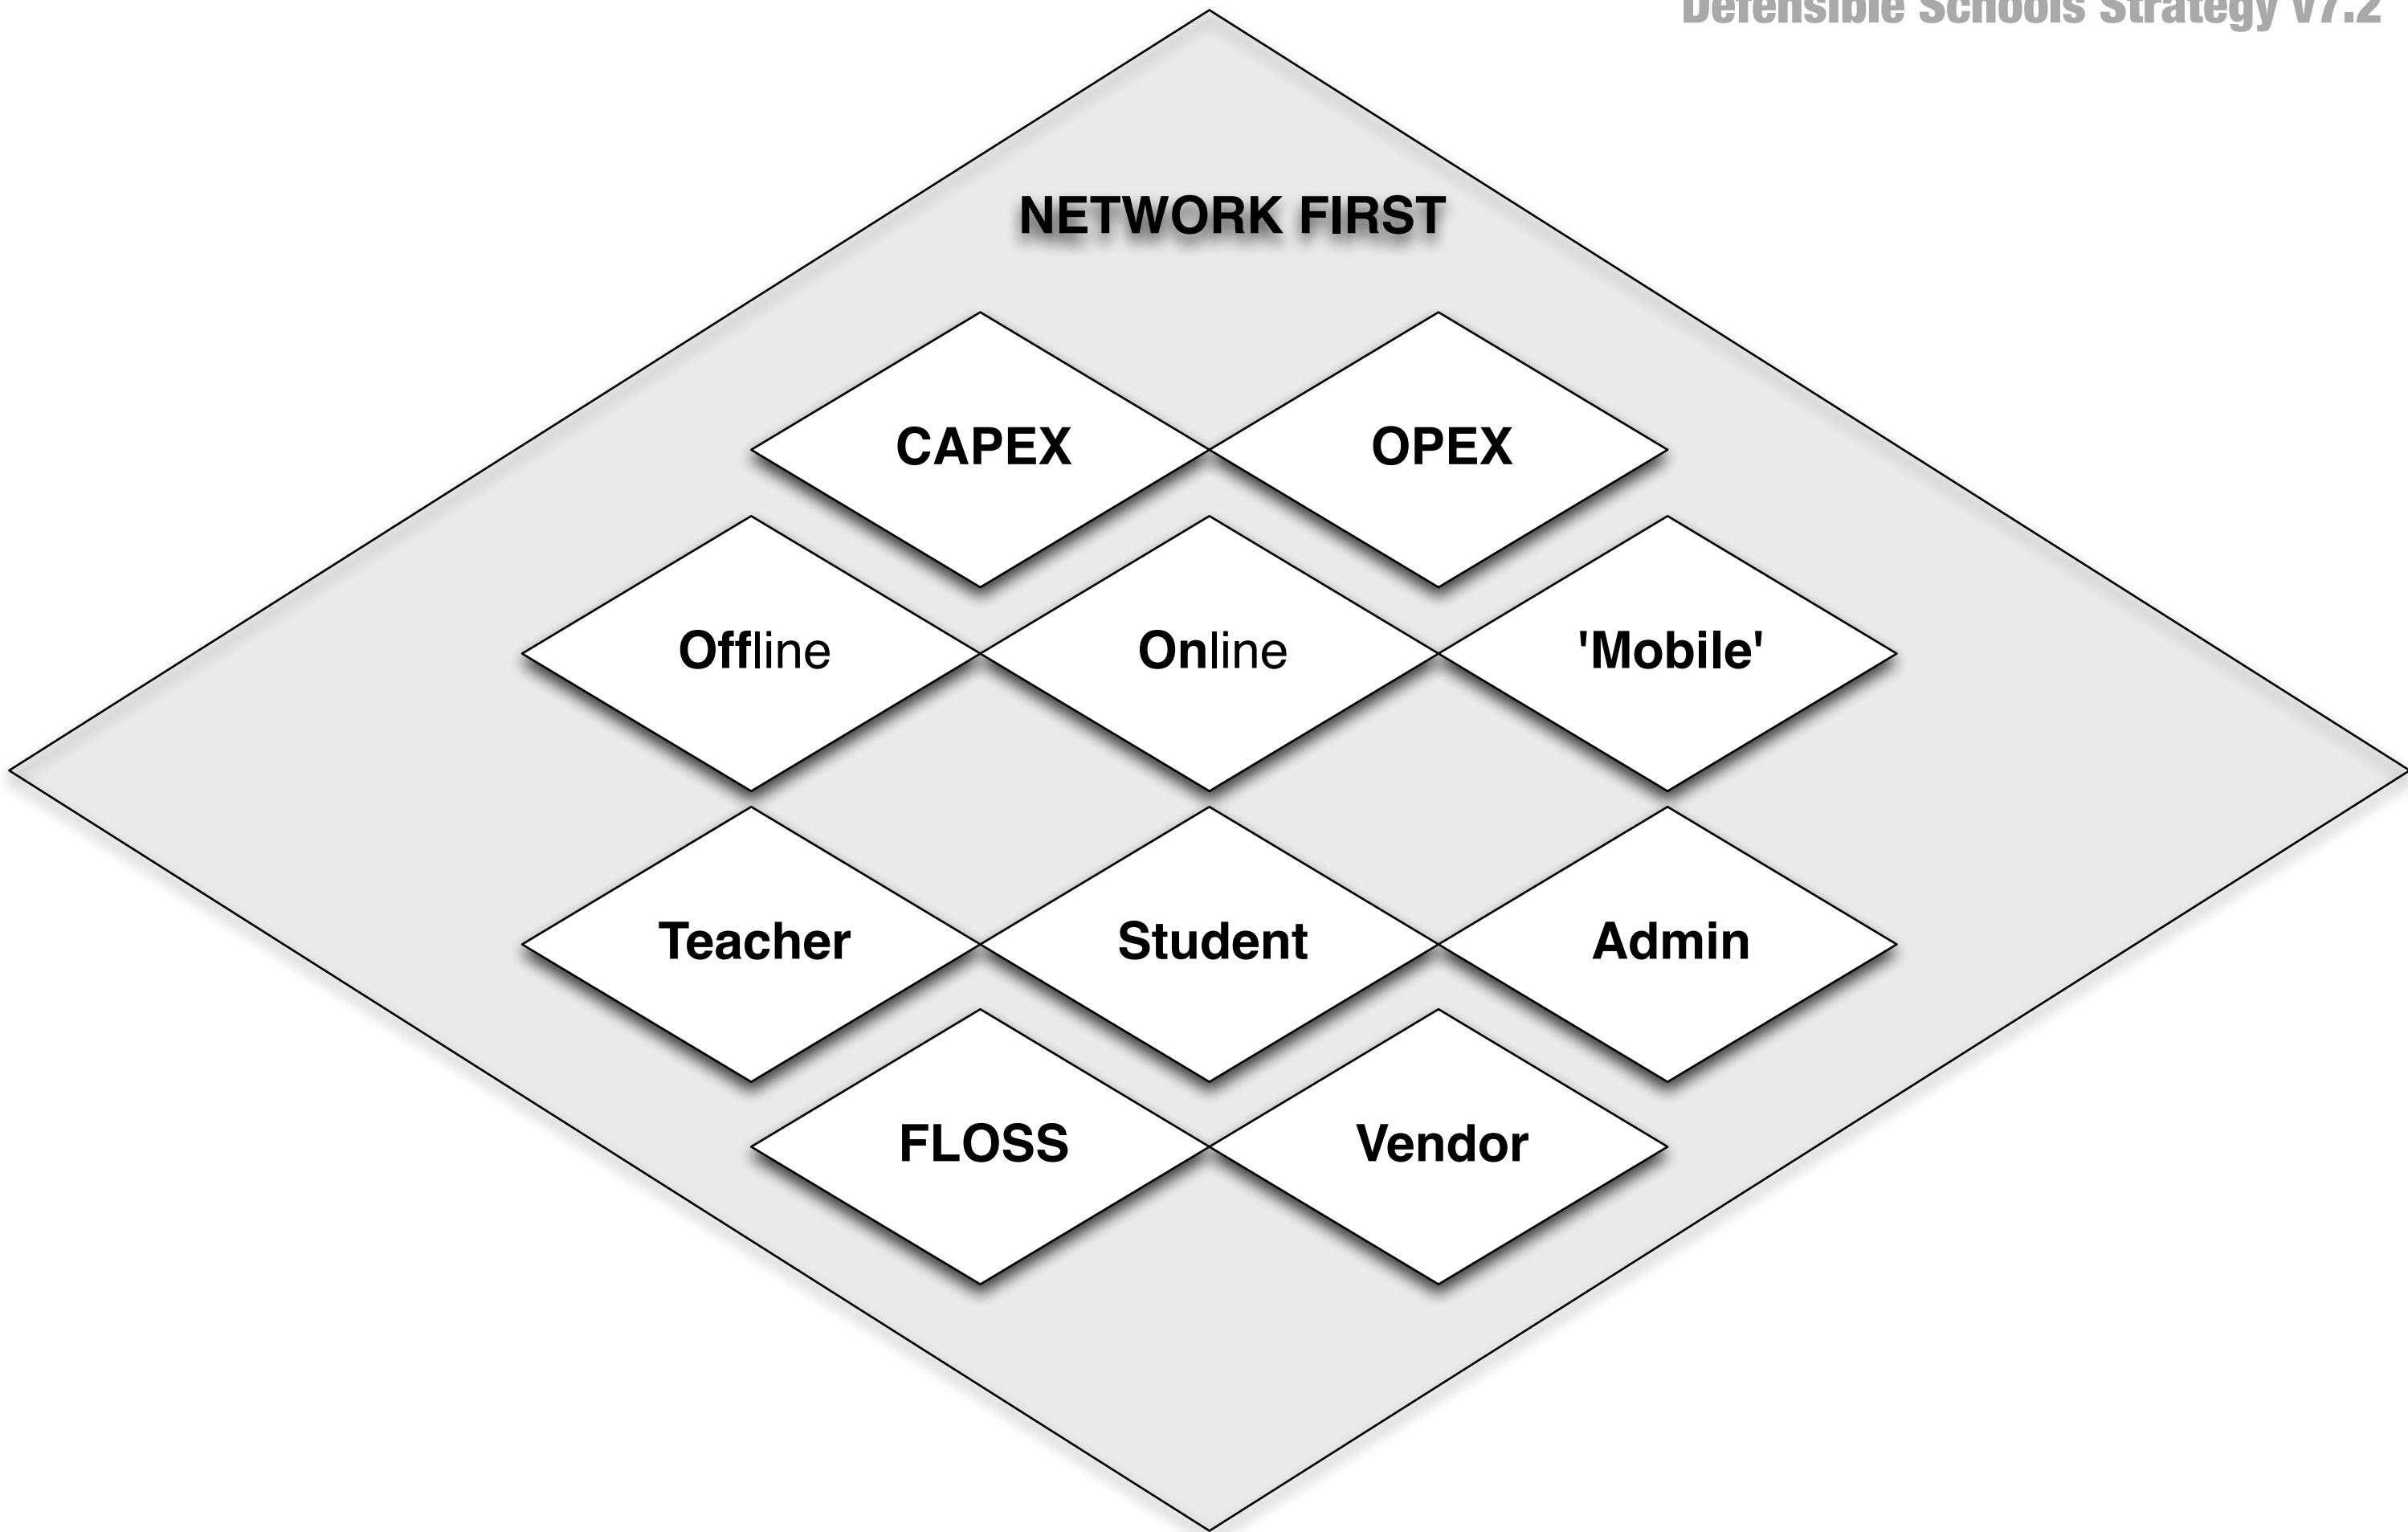 Defensible Schools Strategy V7.2
NETWORK FIRST
CAPEX OPEX
Offline Online 'Mobile'
Teacher Student Admin
FLOSS Vendor